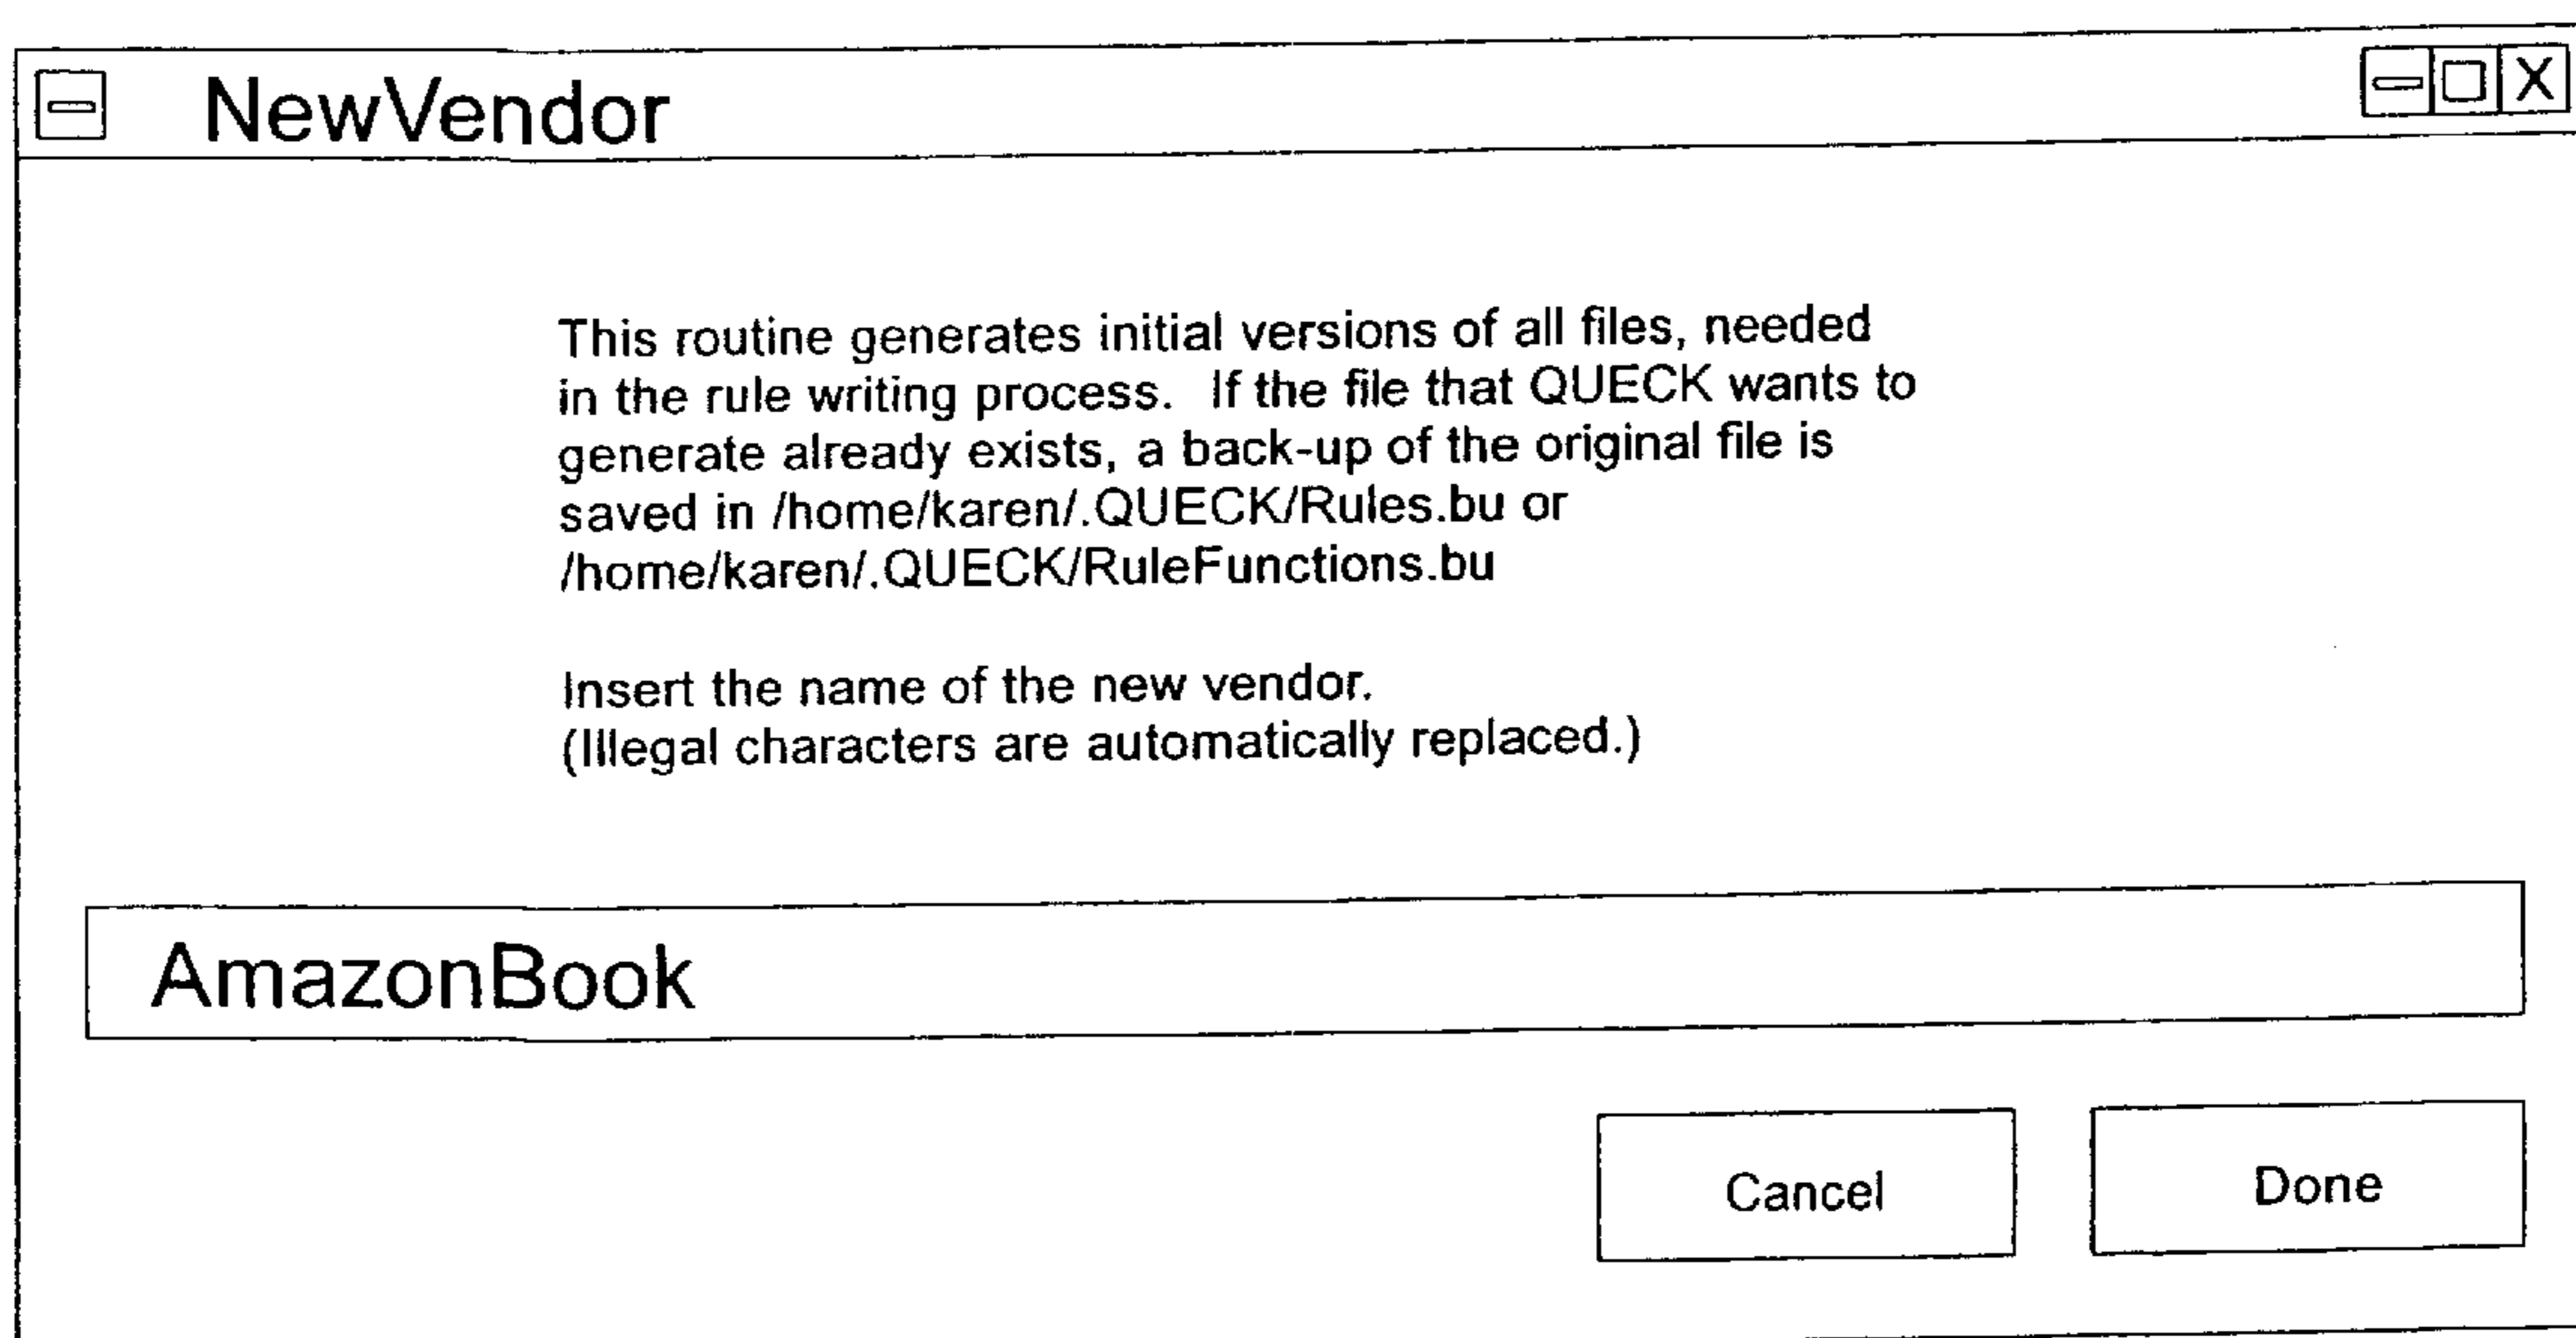 NewVendor
This routine generates initial versions of all files, needed
in the rule writing process.  If the file that QUECK wants to
generate already exists, a back-up of the original file is
saved in /home/karen/.QUECK/Rules.bu or
/home/karen/.QUECK/RuleFunctions.bu
Insert the name of the new vendor.
(Illegal characters are automatically replaced.)
AmazonBook
Cancel
Done